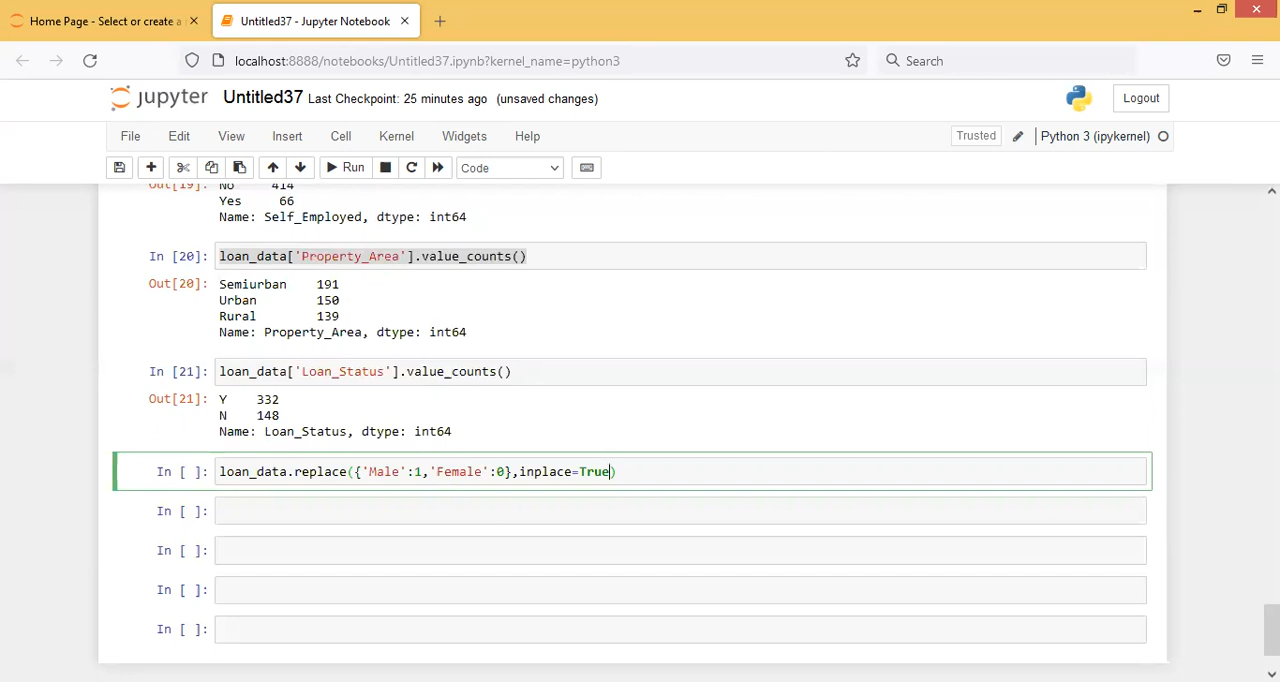 Home Page - Select or create a
Untitled37 - Jupyter Notebook
localhost:8888/notebooks/Untitled37.ipynb?kernel_name=python3
Search
jupyter Untitled37 Last Checkpoint: 25 minutes ago (unsaved changes)
Logout
File Edit View Insert Cell Kernel Widgets Help
Trusted
Python 3 (ipykernel)
Run
Code
Out[19]: No 414
Yes 66
Name: Self_Employed, dtype: int64
In [20]: loan_data['Property_Area'].value_counts()
Out[20]: Semiurban 191
Urban 150
Rural 139
Name: Property_Area, dtype: int64
In [21]: loan_data['Loan_Status'].value_counts()
Out[21]: Y 332
N 148
Name: Loan_Status, dtype: int64
In [ ]: loan_data.replace({'Male':1,'Female':0},inplace=True)
In [ ]:
In [ ]:
In [ ]:
In [ ]: